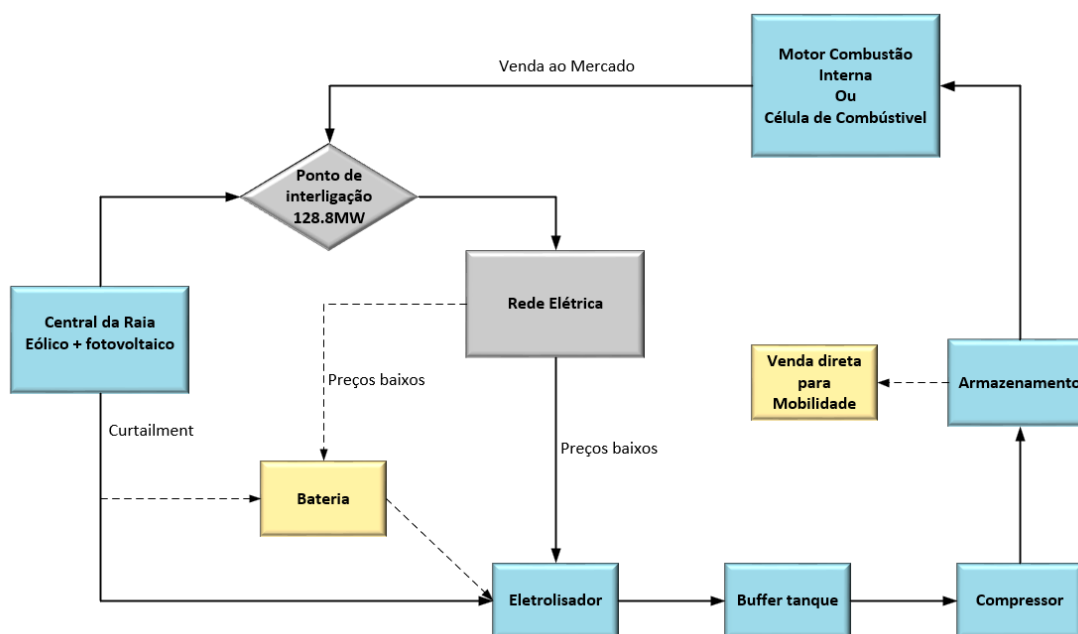 Motor Combustão
Interna
Ou
Célula de Combústivel
Venda ao Mercado
Ponto de
interligação
128.8MW
Central da Raia
Eólico + fotovoltaico
Rede Elétrica
Venda direta
para
Mobilidade
Armazenamento
Preços baixos
Curtailment
Preços baixos
Bateria
Eletrolisador
Buffer tanque
Compressor